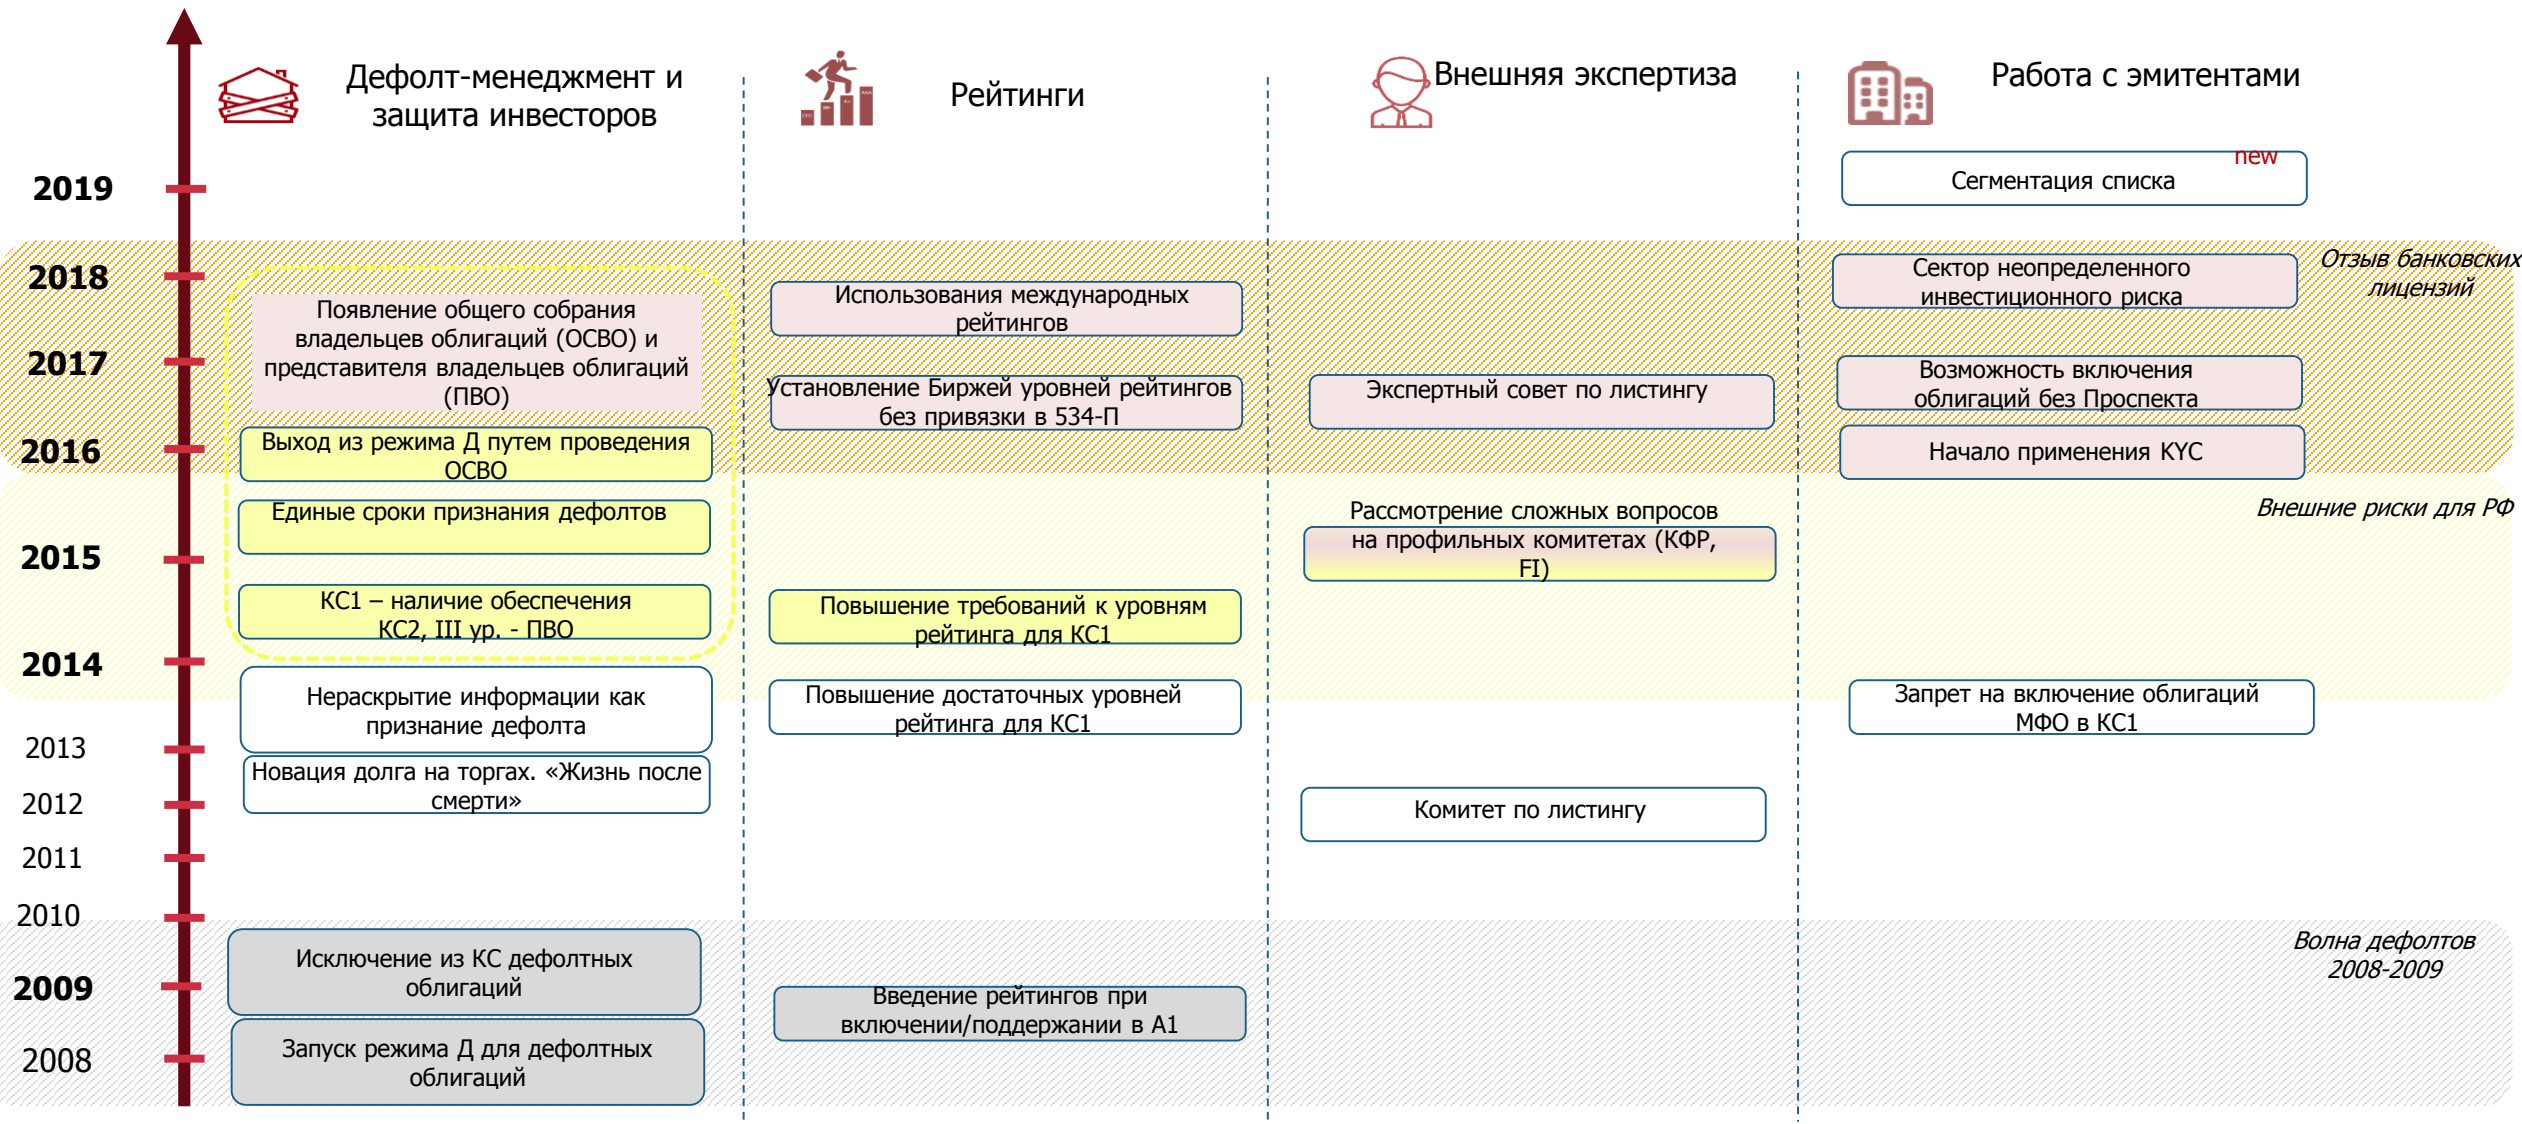 Дефолт-менеджмент и
защита инвесторов
Рейтинги
Внешняя экспертиза
Работа с эмитентами
2019
new
Сегментация списка
2018
Отзыв банковских
лицензий
Сектор неопределенного
инвестиционного риска
Использования международных
рейтингов
Появление общего собрания
владельцев облигаций (ОСВО) и
представителя владельцев облигаций
(ПВО)
2017
Установление Биржей уровней рейтингов
без привязки в 534-П
Экспертный совет по листингу
Возможность включения
облигаций без Проспекта
2016
Выход из режима Д путем проведения
ОСВО
Начало применения KYC
Единые сроки признания дефолтов
Рассмотрение сложных вопросов
на профильных комитетах (КФР,
FI)
Внешние риски для РФ
2015
КС1 – наличие обеспечения
КС2, III ур. - ПВО
Повышение требований к уровням
рейтинга для КС1
2014
Нераскрытие информации как
признание дефолта
Повышение достаточных уровней
рейтинга для КС1
Запрет на включение облигаций
МФО в КС1
2013
Новация долга на торгах. «Жизнь после
смерти»
2012
Комитет по листингу
2011
2010
Исключение из КС дефолтных
облигаций
Волна дефолтов
2008-2009
2009
Введение рейтингов при
включении/поддержании в А1
2008
Запуск режима Д для дефолтных
облигаций
CCC
BB-
A+
AAA